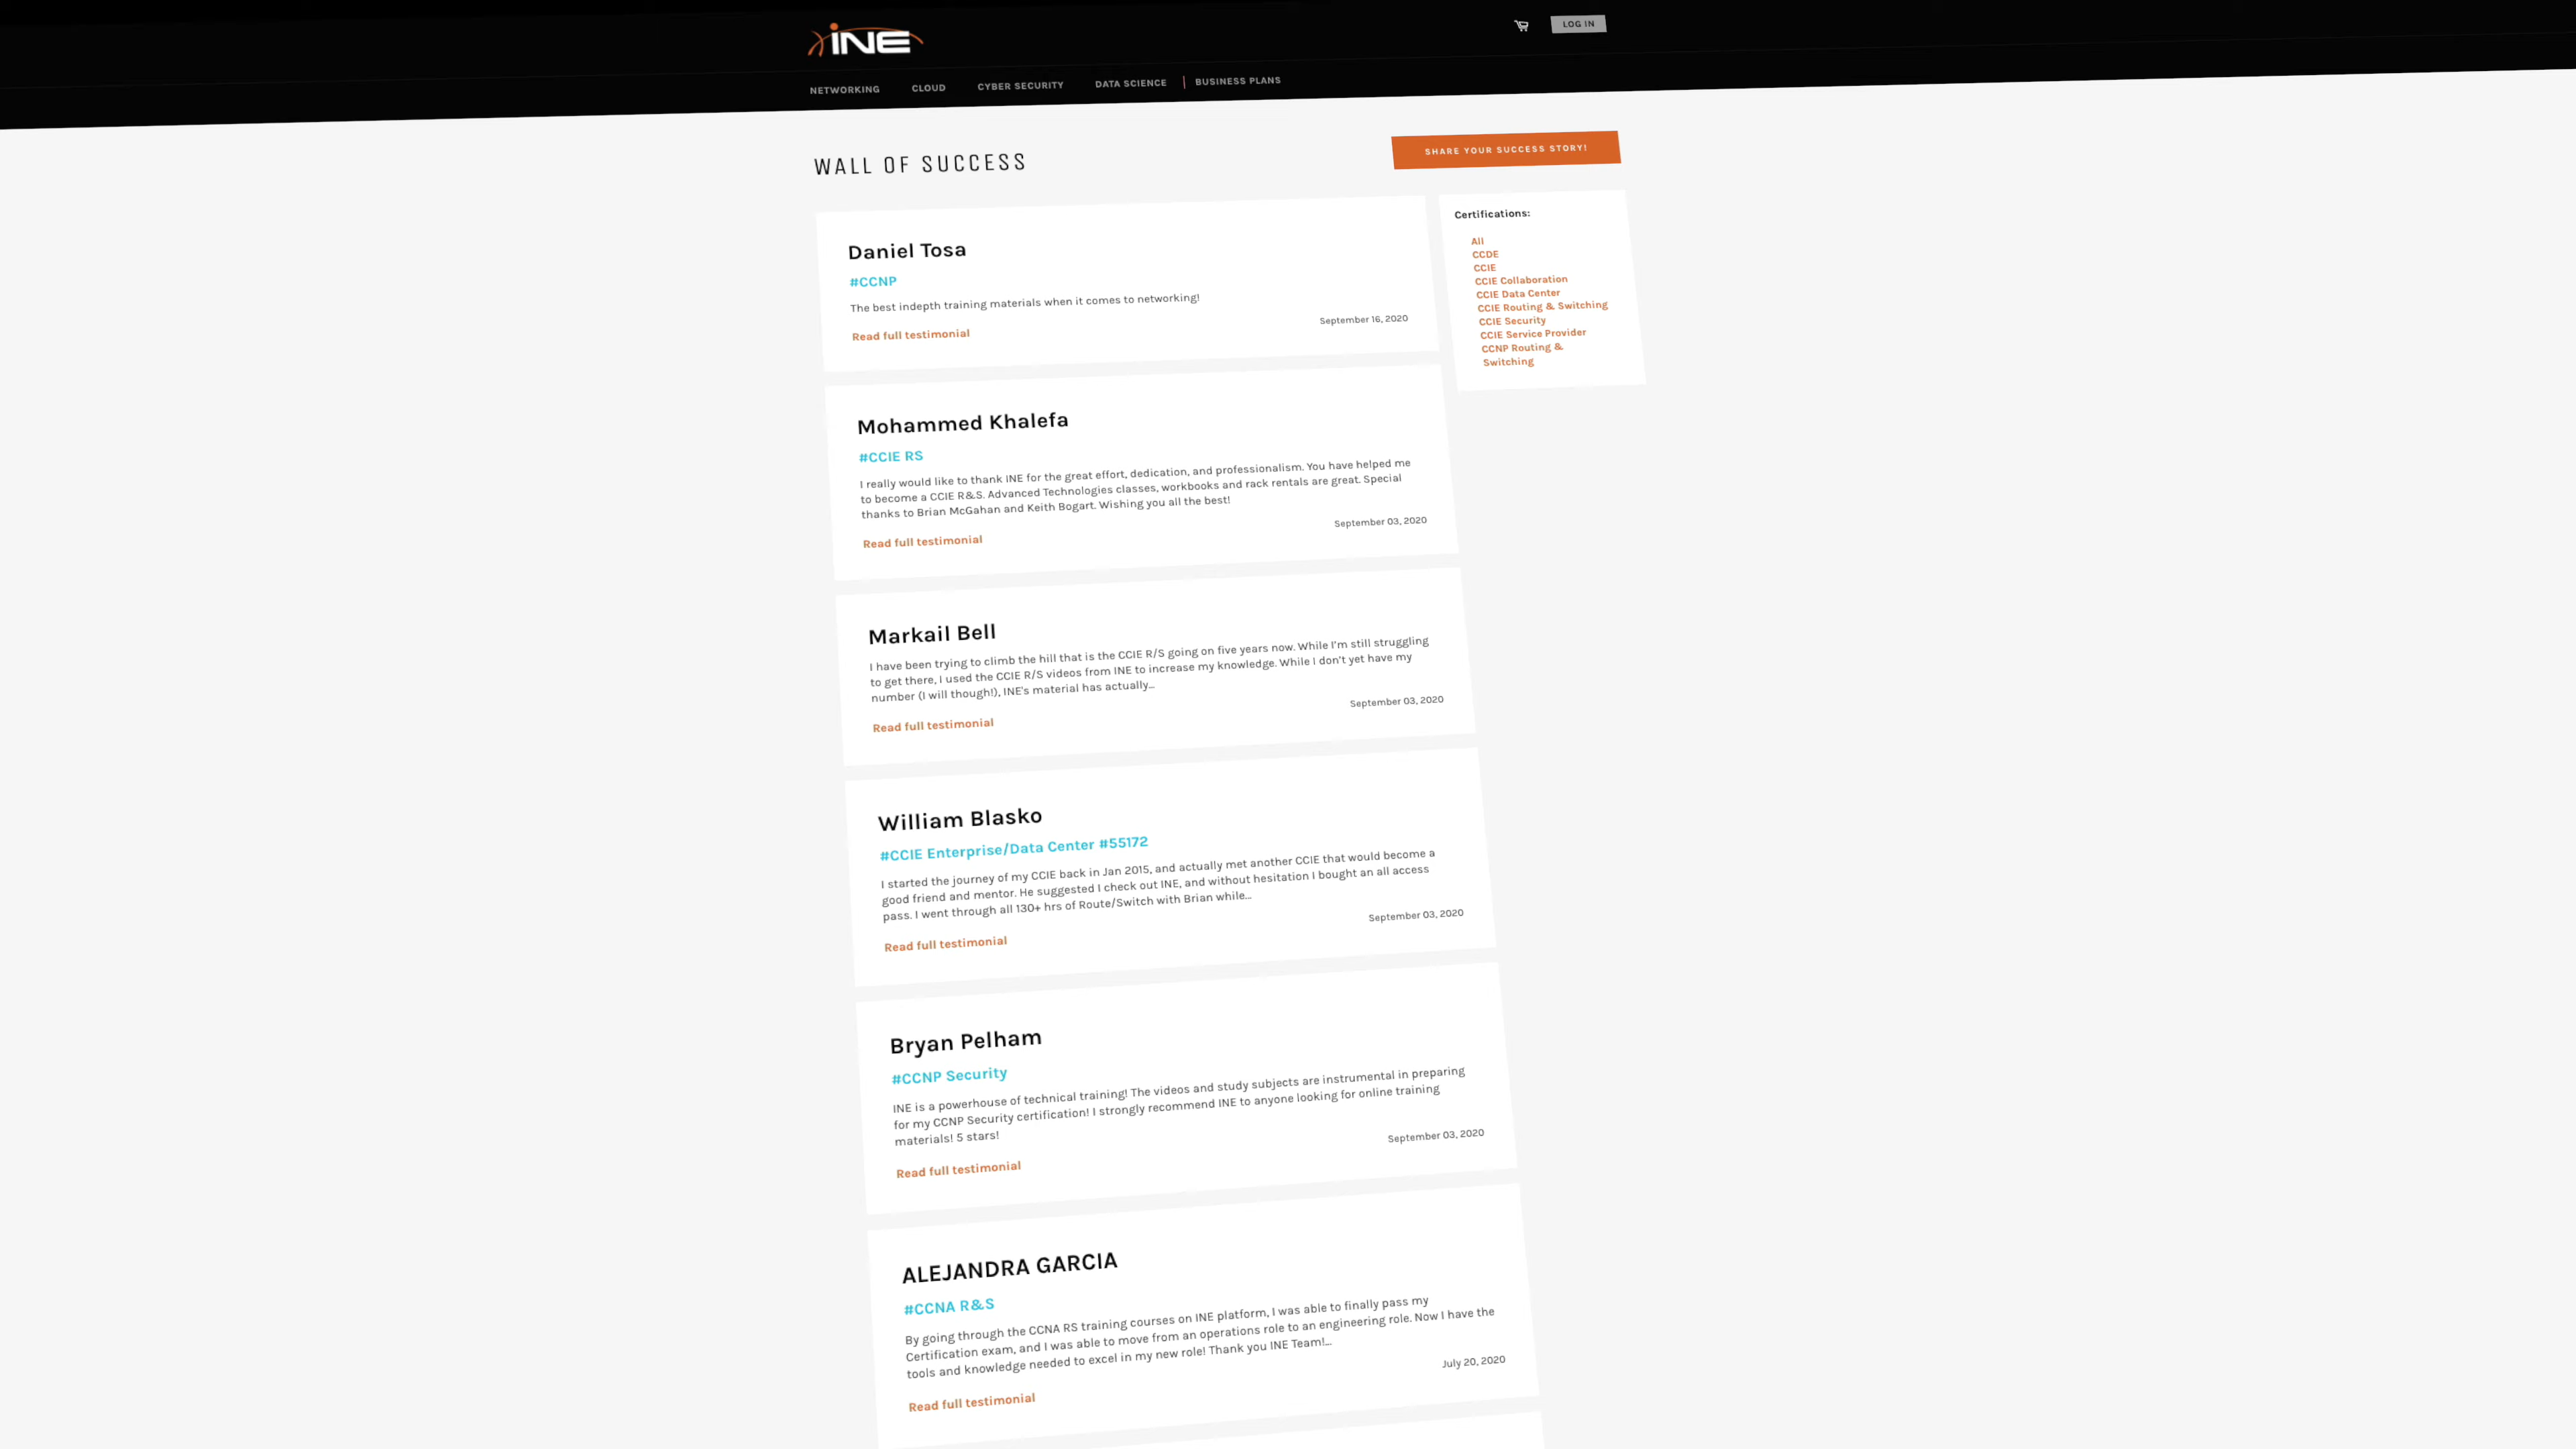 INE
LOG IN
NETWORKING CLOUD CYBER SECURITY DATA SCIENCE BUSINESS PLANS
WALL OF SUCCESS
SHARE YOUR SUCCESS STORY!
Daniel Tosa
#CCNP
The best indepth training materials when it comes to networking!
September 16, 2020
Read full testimonial
Mohammed Khalefa
#CCIE RS
I really would like to thank INE for the great effort, dedication, and professionalism. You have helped me
to become a CCIE R&S. Advanced Technologies classes, workbooks and rack rentals are great. Special
thanks to Brian McGahan and Keith Bogart. Wishing you all the best!
September 03, 2020
Read full testimonial
Markail Bell
I have been trying to climb the hill that is the CCIE R/S going on five years now. While I'm still struggling
to get there, I used the CCIE R/S videos from INE to increase my knowledge. While I don't yet have my
number (I will though!), INE's material has actually...
September 03, 2020
Read full testimonial
William Blasko
#CCIE Enterprise/Data Center #55172
I started the journey of my CCIE back in Jan 2015, and actually met another CCIE that would become a
good friend and mentor. He suggested I check out INE, and without hesitation I bought an all access
pass. I went through all 130+ hrs of Route/Switch with Brian while...
September 03, 2020
Read full testimonial
Bryan Pelham
#CCNP Security
INE is a powerhouse of technical training! The videos and study subjects are instrumental in preparing
for my CCNP Security certification! I strongly recommend INE to anyone looking for online training
materials! 5 stars!
September 03, 2020
Read full testimonial
ALEJANDRA GARCIA
#CCNA R&S
By going through the CCNA RS training courses on INE platform, I was able to finally pass my
Certification exam, and I was able to move from an operations role to an engineering role. Now I have the
tools and knowledge needed to excel in my new role! Thank you INE Team!...
July 20, 2020
Read full testimonial
Certifications:
All
CCDE
CCIE
CCIE Collaboration
CCIE Data Center
CCIE Routing & Switching
CCIE Security
CCIE Service Provider
CCNP Routing &
Switching